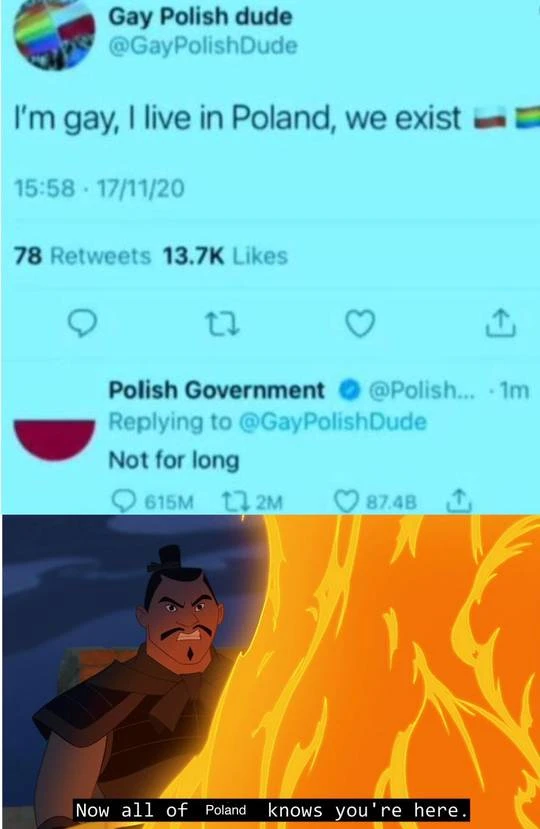 Gay Polish dude
@GayPolishDude
I'm gay, I live in Poland, we exist 🇵🇱 🏳️‍🌈
15:58 · 17/11/20
78 Retweets 13.7K Likes
Polish Government @Polish... · 1m
Replying to @GayPolishDude
Not for long
615M 2M 87.4B
Now all of Poland knows you're here.